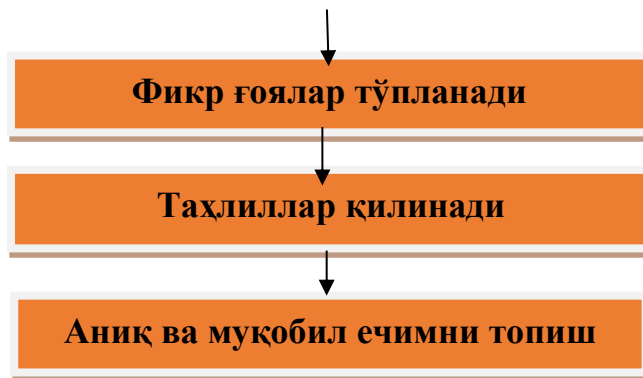 Фикр ғоялар тўпланади
Таҳлиллар қилинади
Аниқ ва муқобил ечимни топиш